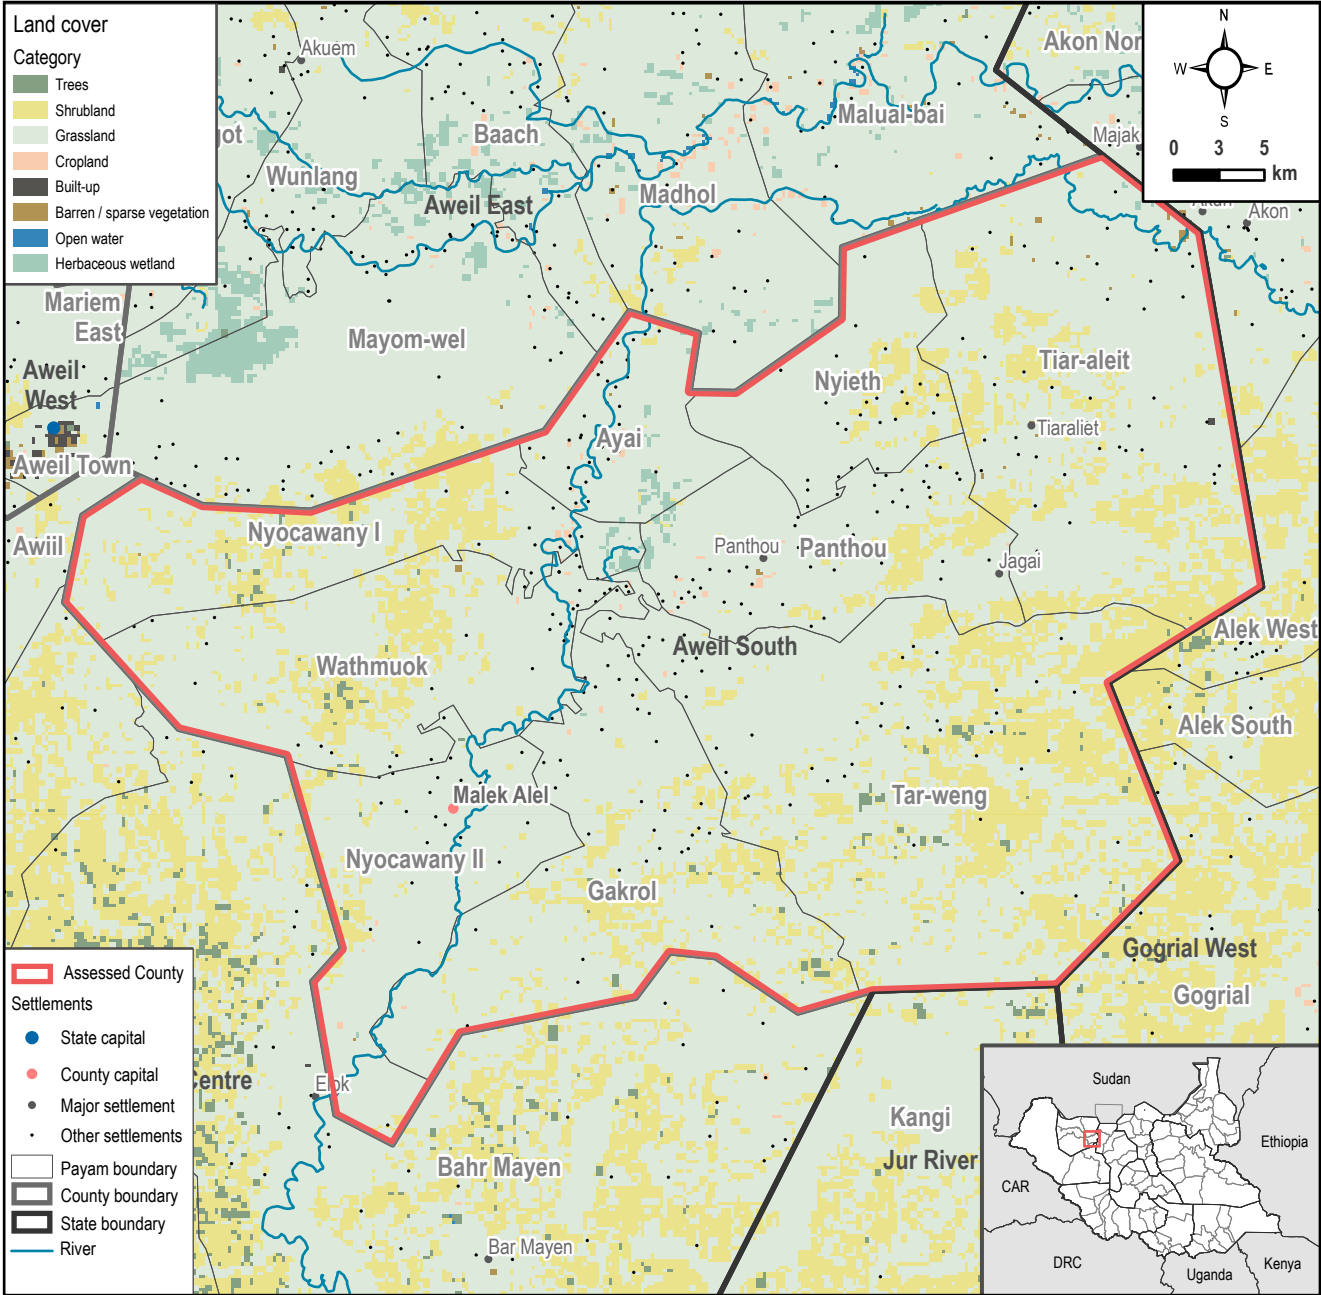 Land cover
Category
Trees
Shrubland
Grassland
Cropland
Built-up
Barren / sparse vegetation
Open water
Herbaceous wetland
Akuem
Akon Nor
N
W
E
S
0 3 5
km
Majak
Akon
got
Baach
Malual-bai
Wunlang
Madhol
Aweil East
Mariem
East
Mayom-wel
Aweil
West
Nyieth
Tiar-aleit
Tiaraliet
Ayai
Aweil Town
Awiil
Nyocawany I
Panthou
Panthou
Jagai
Wathmuok
Aweil South
Alek West
Alek South
Malek Alel
Tar-weng
Nyocawany II
Gakrol
Gogrial West
Gogrial
Assessed County
Settlements
State capital
County capital
Major settlement
Other settlements
Payam boundary
County boundary
State boundary
River
entre
Elok
Bahr Mayen
Bar Mayen
Kangi
Jur River
Sudan
Ethiopia
CAR
DRC
Uganda
Kenya